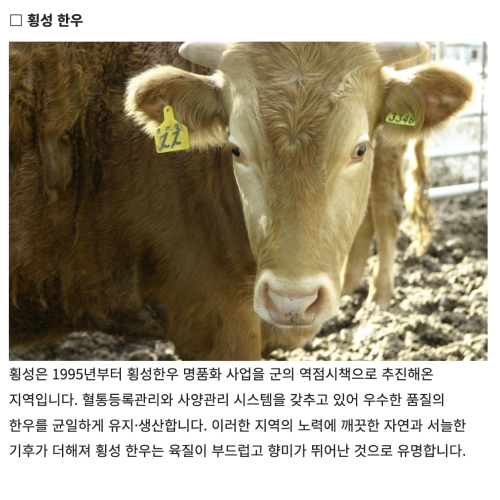 □ 횡성 한우
3346
횡성은 1995년부터 횡성한우 명품화 사업을 군의 역점시책으로 추진해온
지역입니다. 혈통등록관리와 사양관리 시스템을 갖추고 있어 우수한 품질의
한우를 균일하게 유지·생산합니다. 이러한 지역의 노력에 깨끗한 자연과 서늘한
기후가 더해져 횡성 한우는 육질이 부드럽고 향미가 뛰어난 것으로 유명합니다.